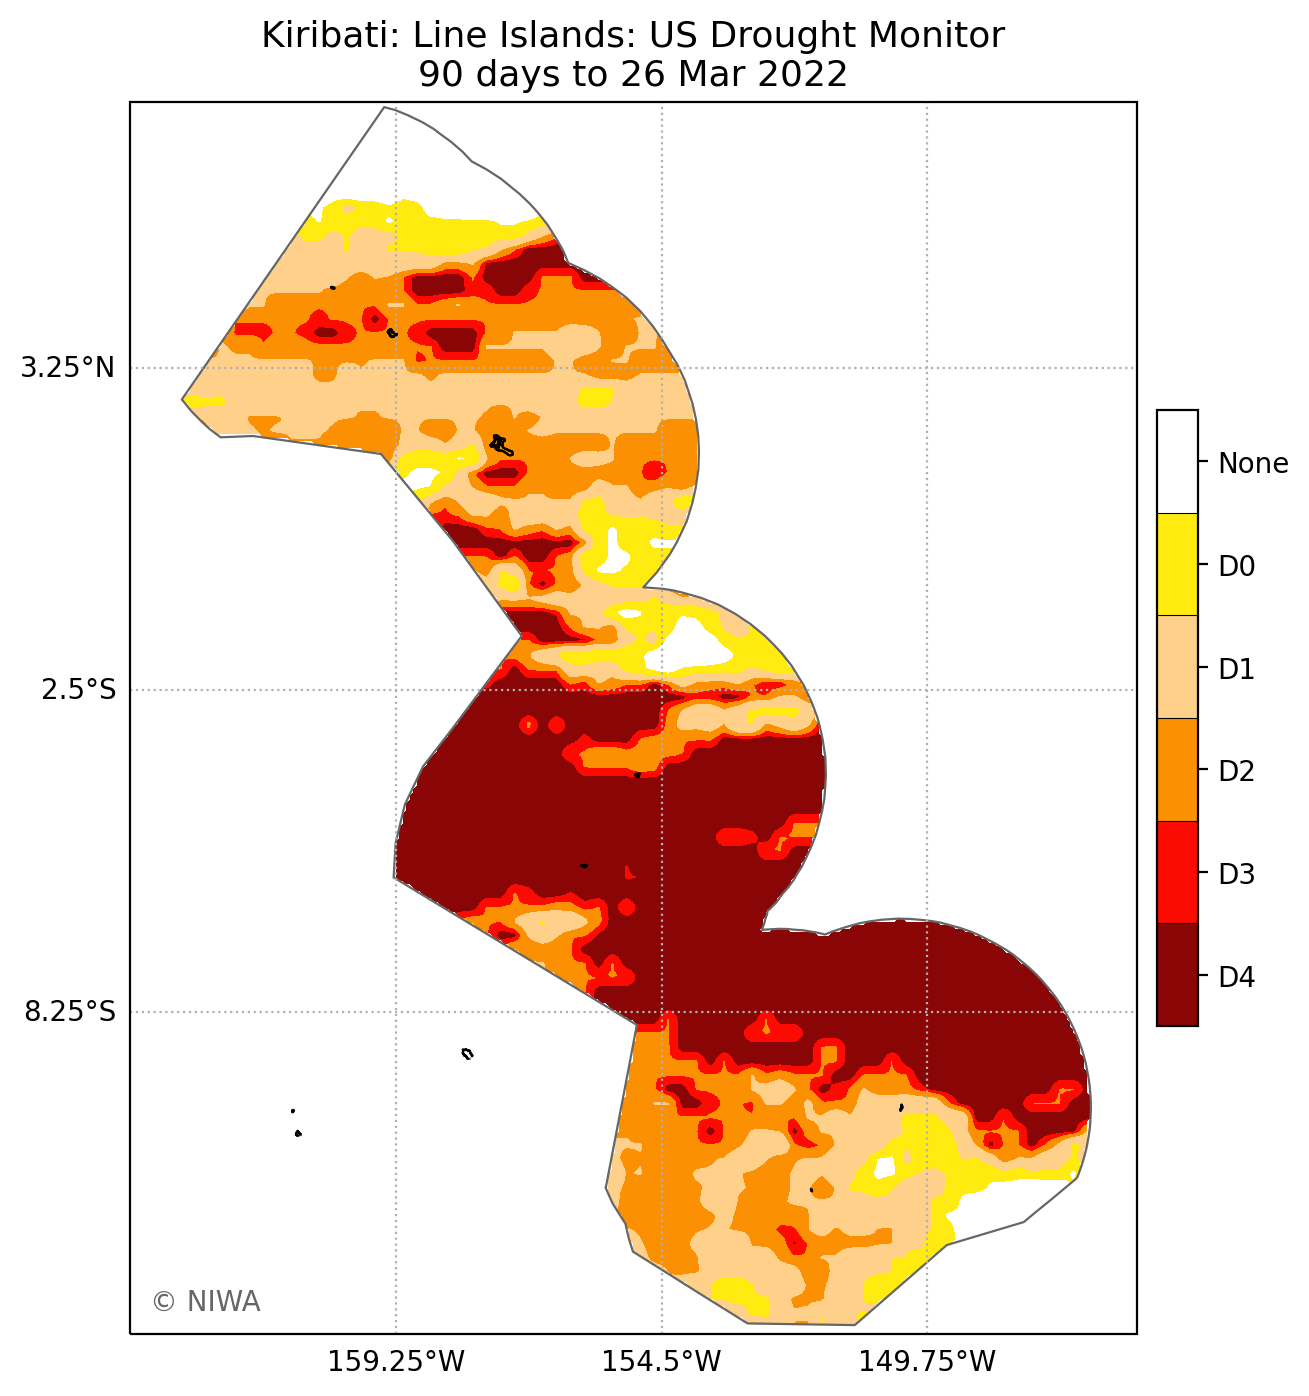 Kiribati: Line Islands: US Drought Monitor
90 days to 26 Mar 2022
3.25°N
2.5°S
8.25°S
159.25°W
154.5°W
149.75°W
None
D0
D1
D2
D3
D4
© NIWA